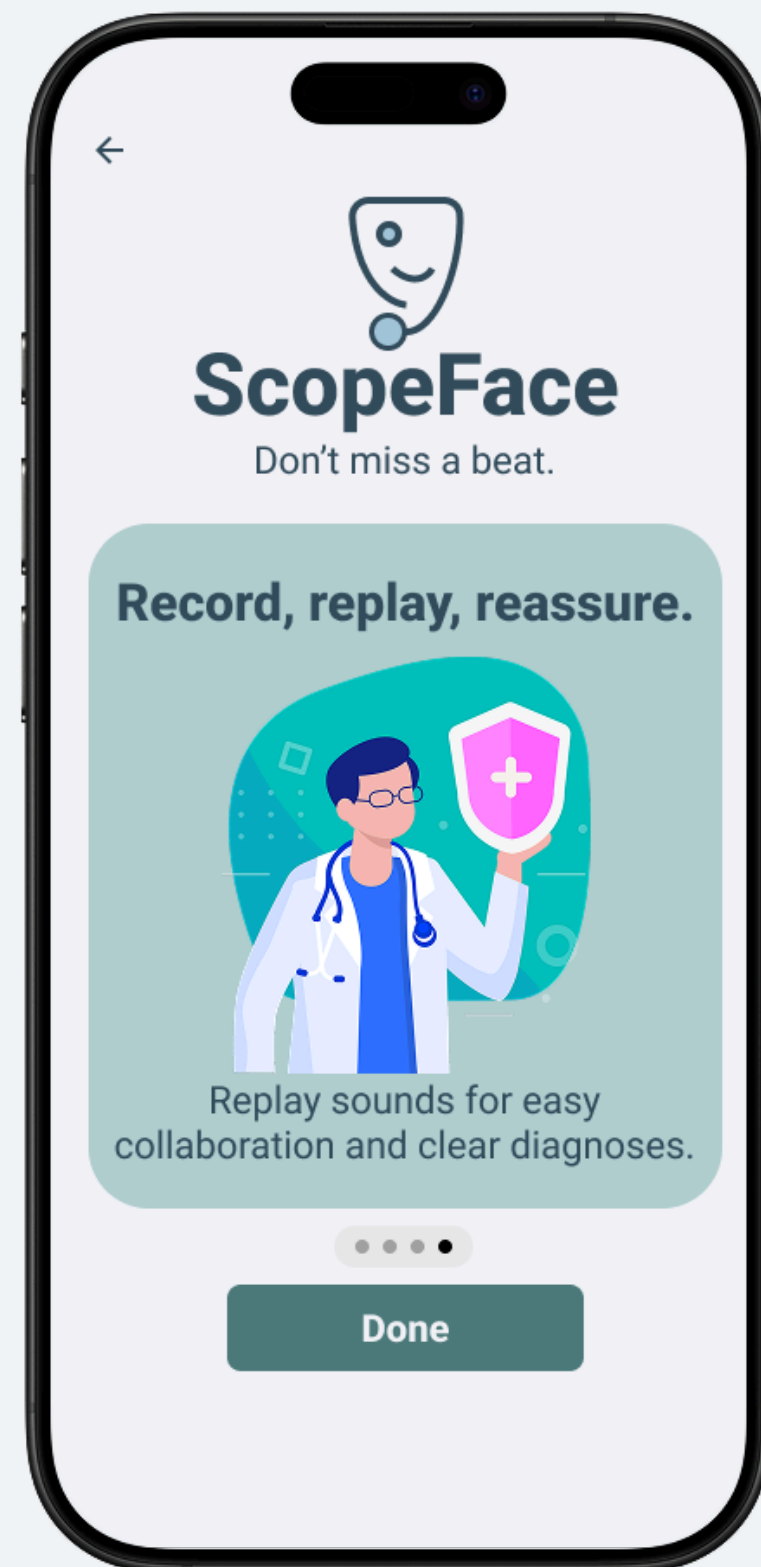 ScopeFace
Don’t miss a beat.
Record, replay, reassure.
Replay sounds for easy
collaboration and clear diagnoses.
Done